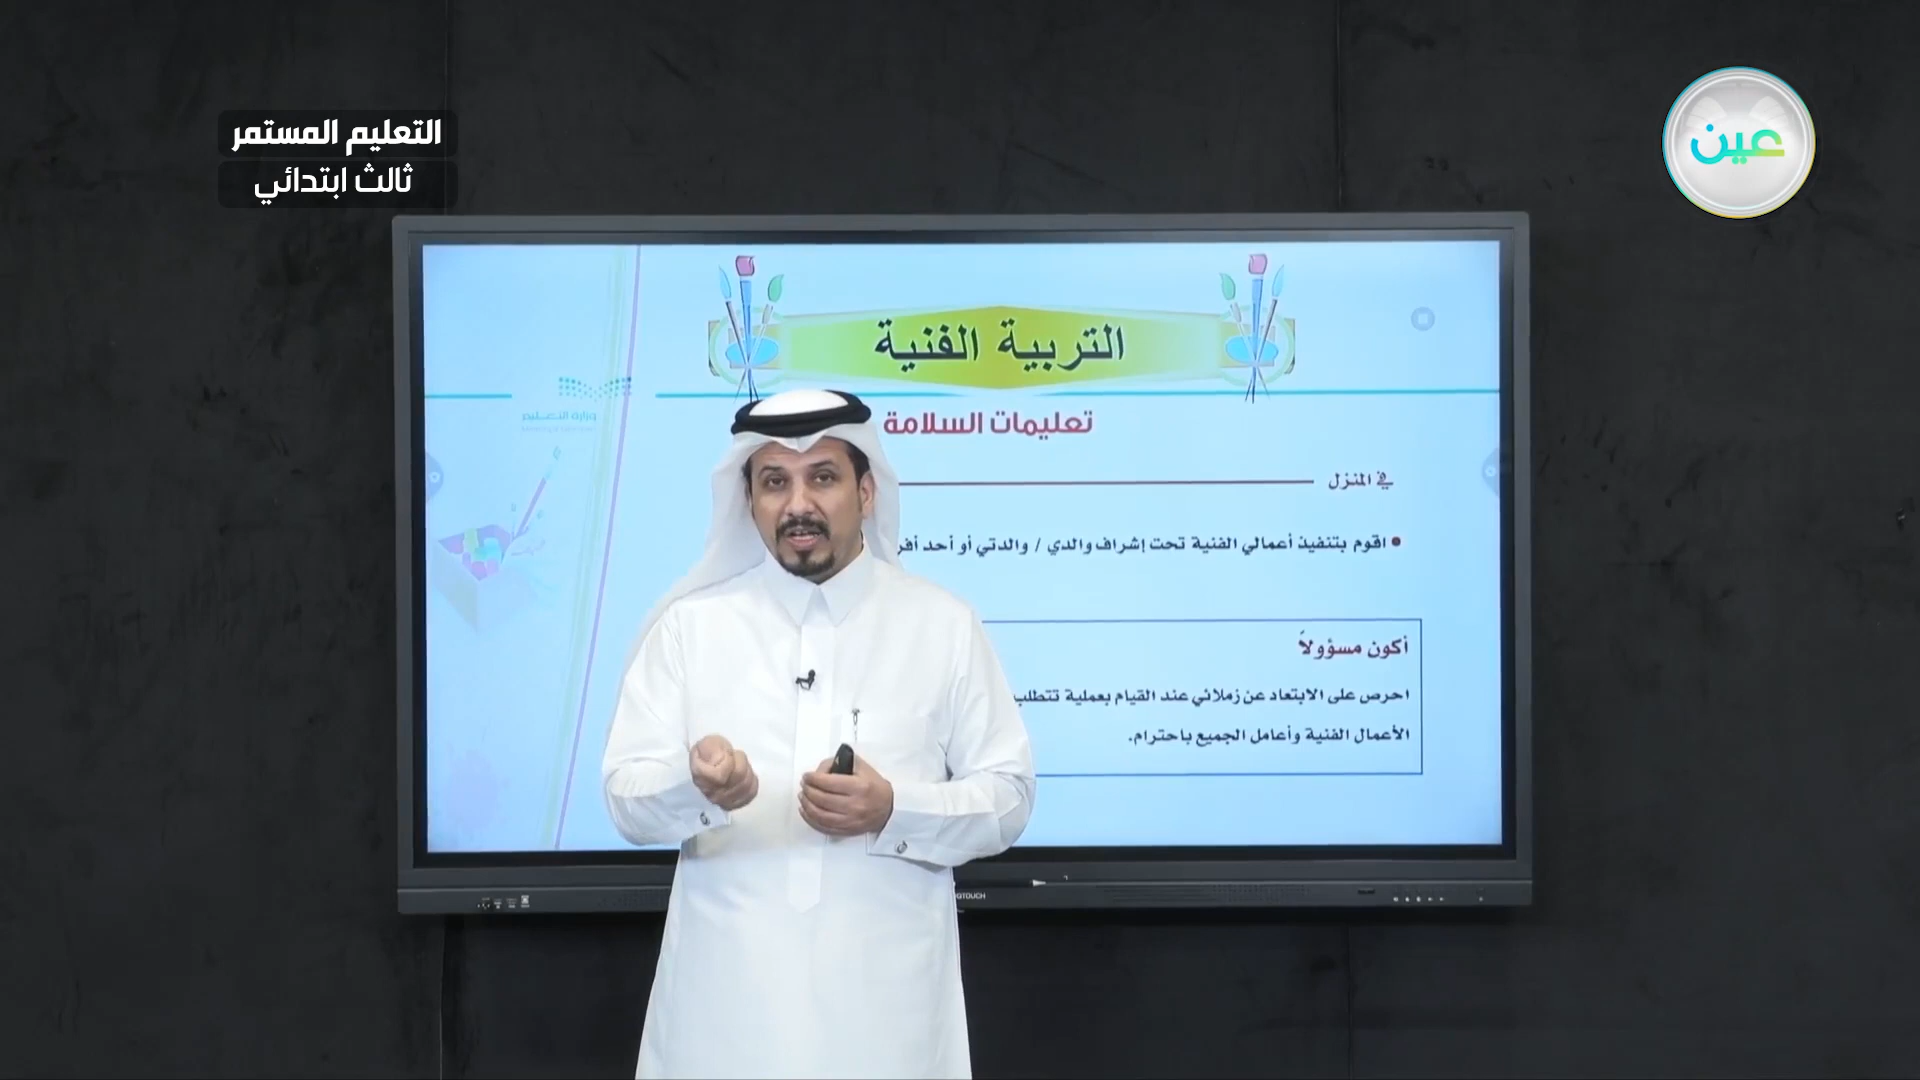 التعليم المستمر
ثالث ابتدائي
عين
التربية الفنية
وزارة التعليم
تعليمات السلامة
في المنزل
اقوم بتنفيذ أعمالي الفنية تحت إشراف والدي / والدتي أو أحد
أكون مسؤولاً
احرص على الابتعاد عن زملائي عند القيام بعملية تتطلب
الأعمال الفنية وأعامل الجميع باحترام.